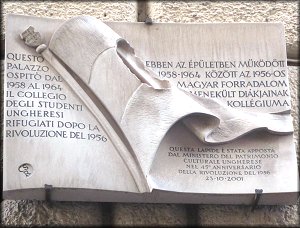 QUESTO
PALAZZO
OSPITÒ DAL
1958 AL 1964
IL COLLEGIO
DEGLI STUDENTI
UNGHERESI
RIFUGIATI DOPO LA
RIVOLUZIONE DEL 1956
EBBEN AZ ÉPÜLETBEN MŰKÖDÖTT
1958-1964 KÖZÖTT AZ 1956-OS
MAGYAR FORRADALOM
MENEKÜLT DIÁKJAINAK
KOLLÉGIUMA
QUESTA LAPIDE È STATA APPOSTA
DAL MINISTERO DEL PATRIMONIO
CULTURALE UNGHERESE
NEL 45° ANNIVERSARIO
DELLA RIVOLUZIONE DEL 1956
23-10-2001